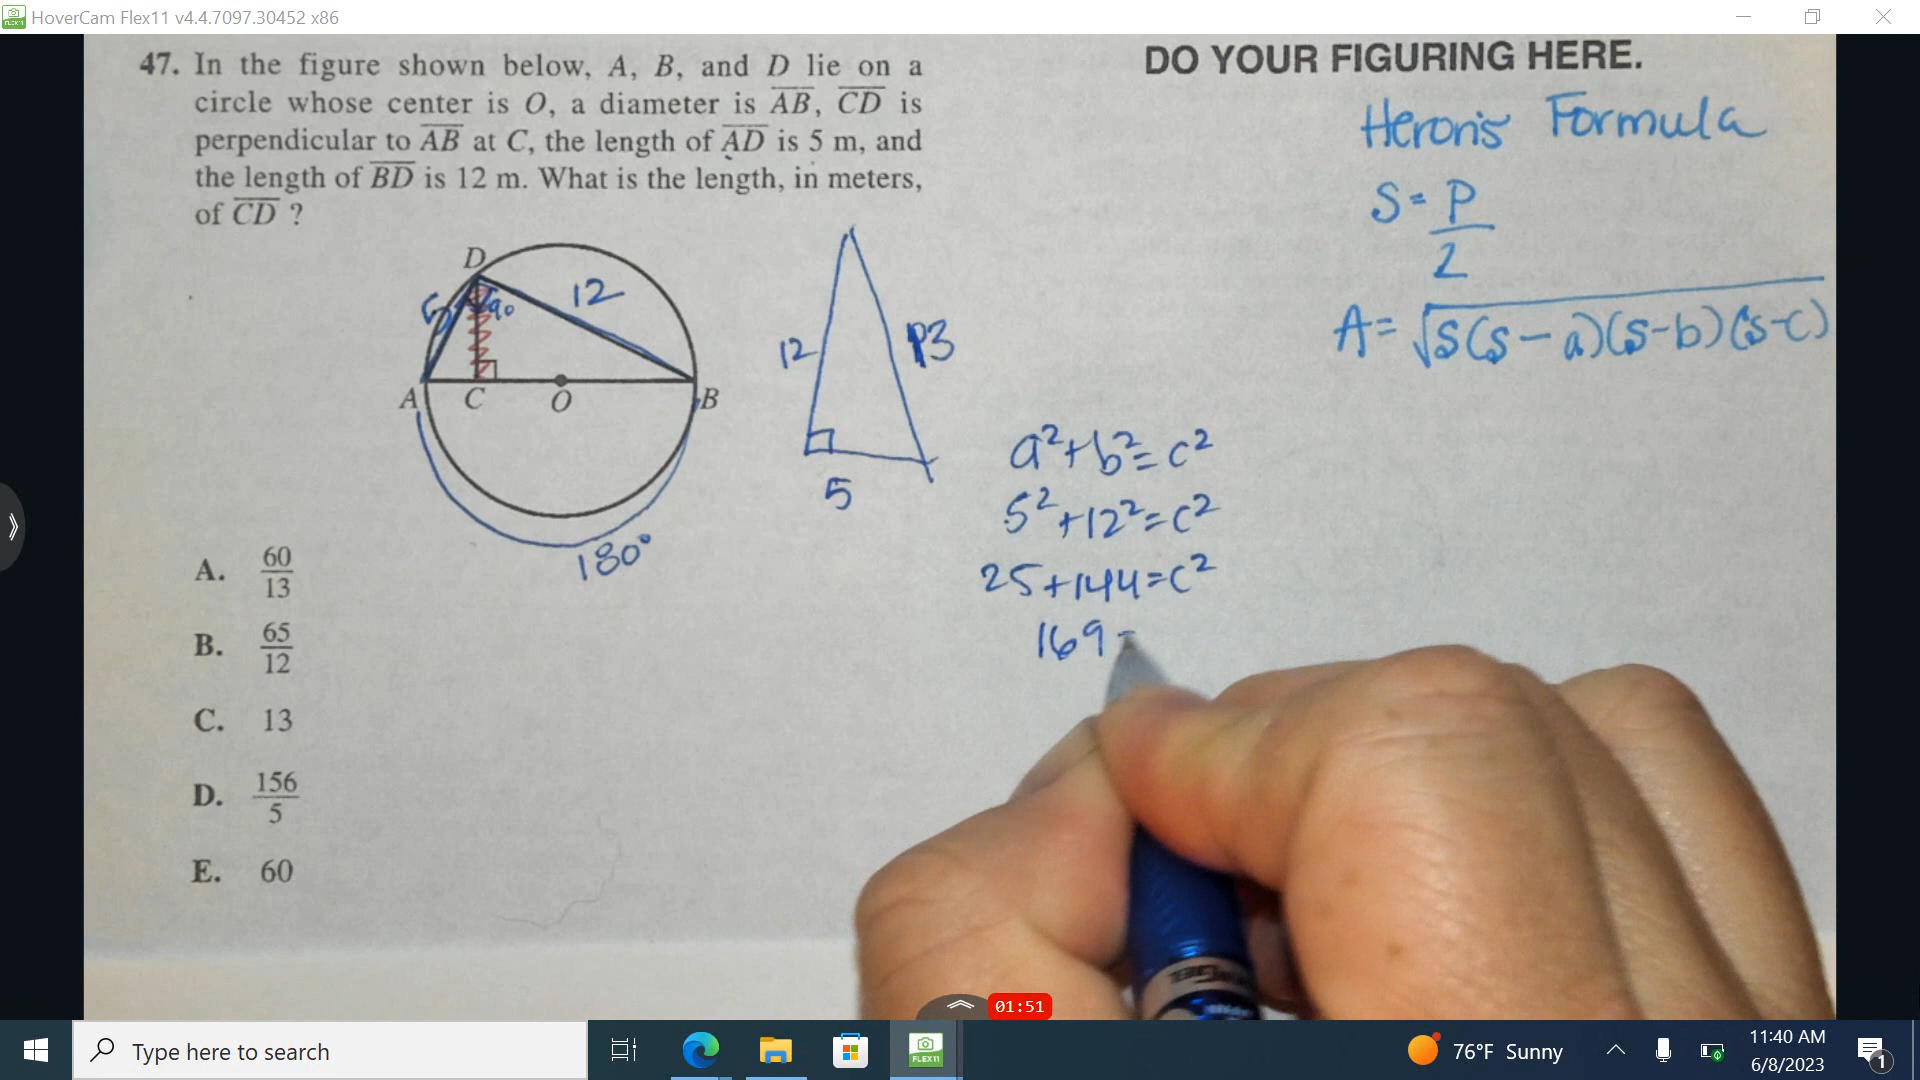 HoverCam Flex11 v4.4.7097.30452 x86
47. In the figure shown below, A, B, and D lie on a
circle whose center is O, a diameter is AB, CD is
perpendicular to AB at C, the length of AD is 5 m, and
the length of BD is 12 m. What is the length, in meters,
of CD ?
D
5
90
12
A
C
O
B
180°
A. 60/13
B. 65/12
C. 13
D. 156/5
E. 60
12
13
5
DO YOUR FIGURING HERE.
Heron's Formula
S = P/2
A = √S(S-a)(S-b)(S-c)
a²+b²=c²
5²+12²=c²
25+144=c²
169=
01:51
Type here to search
FLEX11
76°F Sunny
11:40 AM
6/8/2023
1